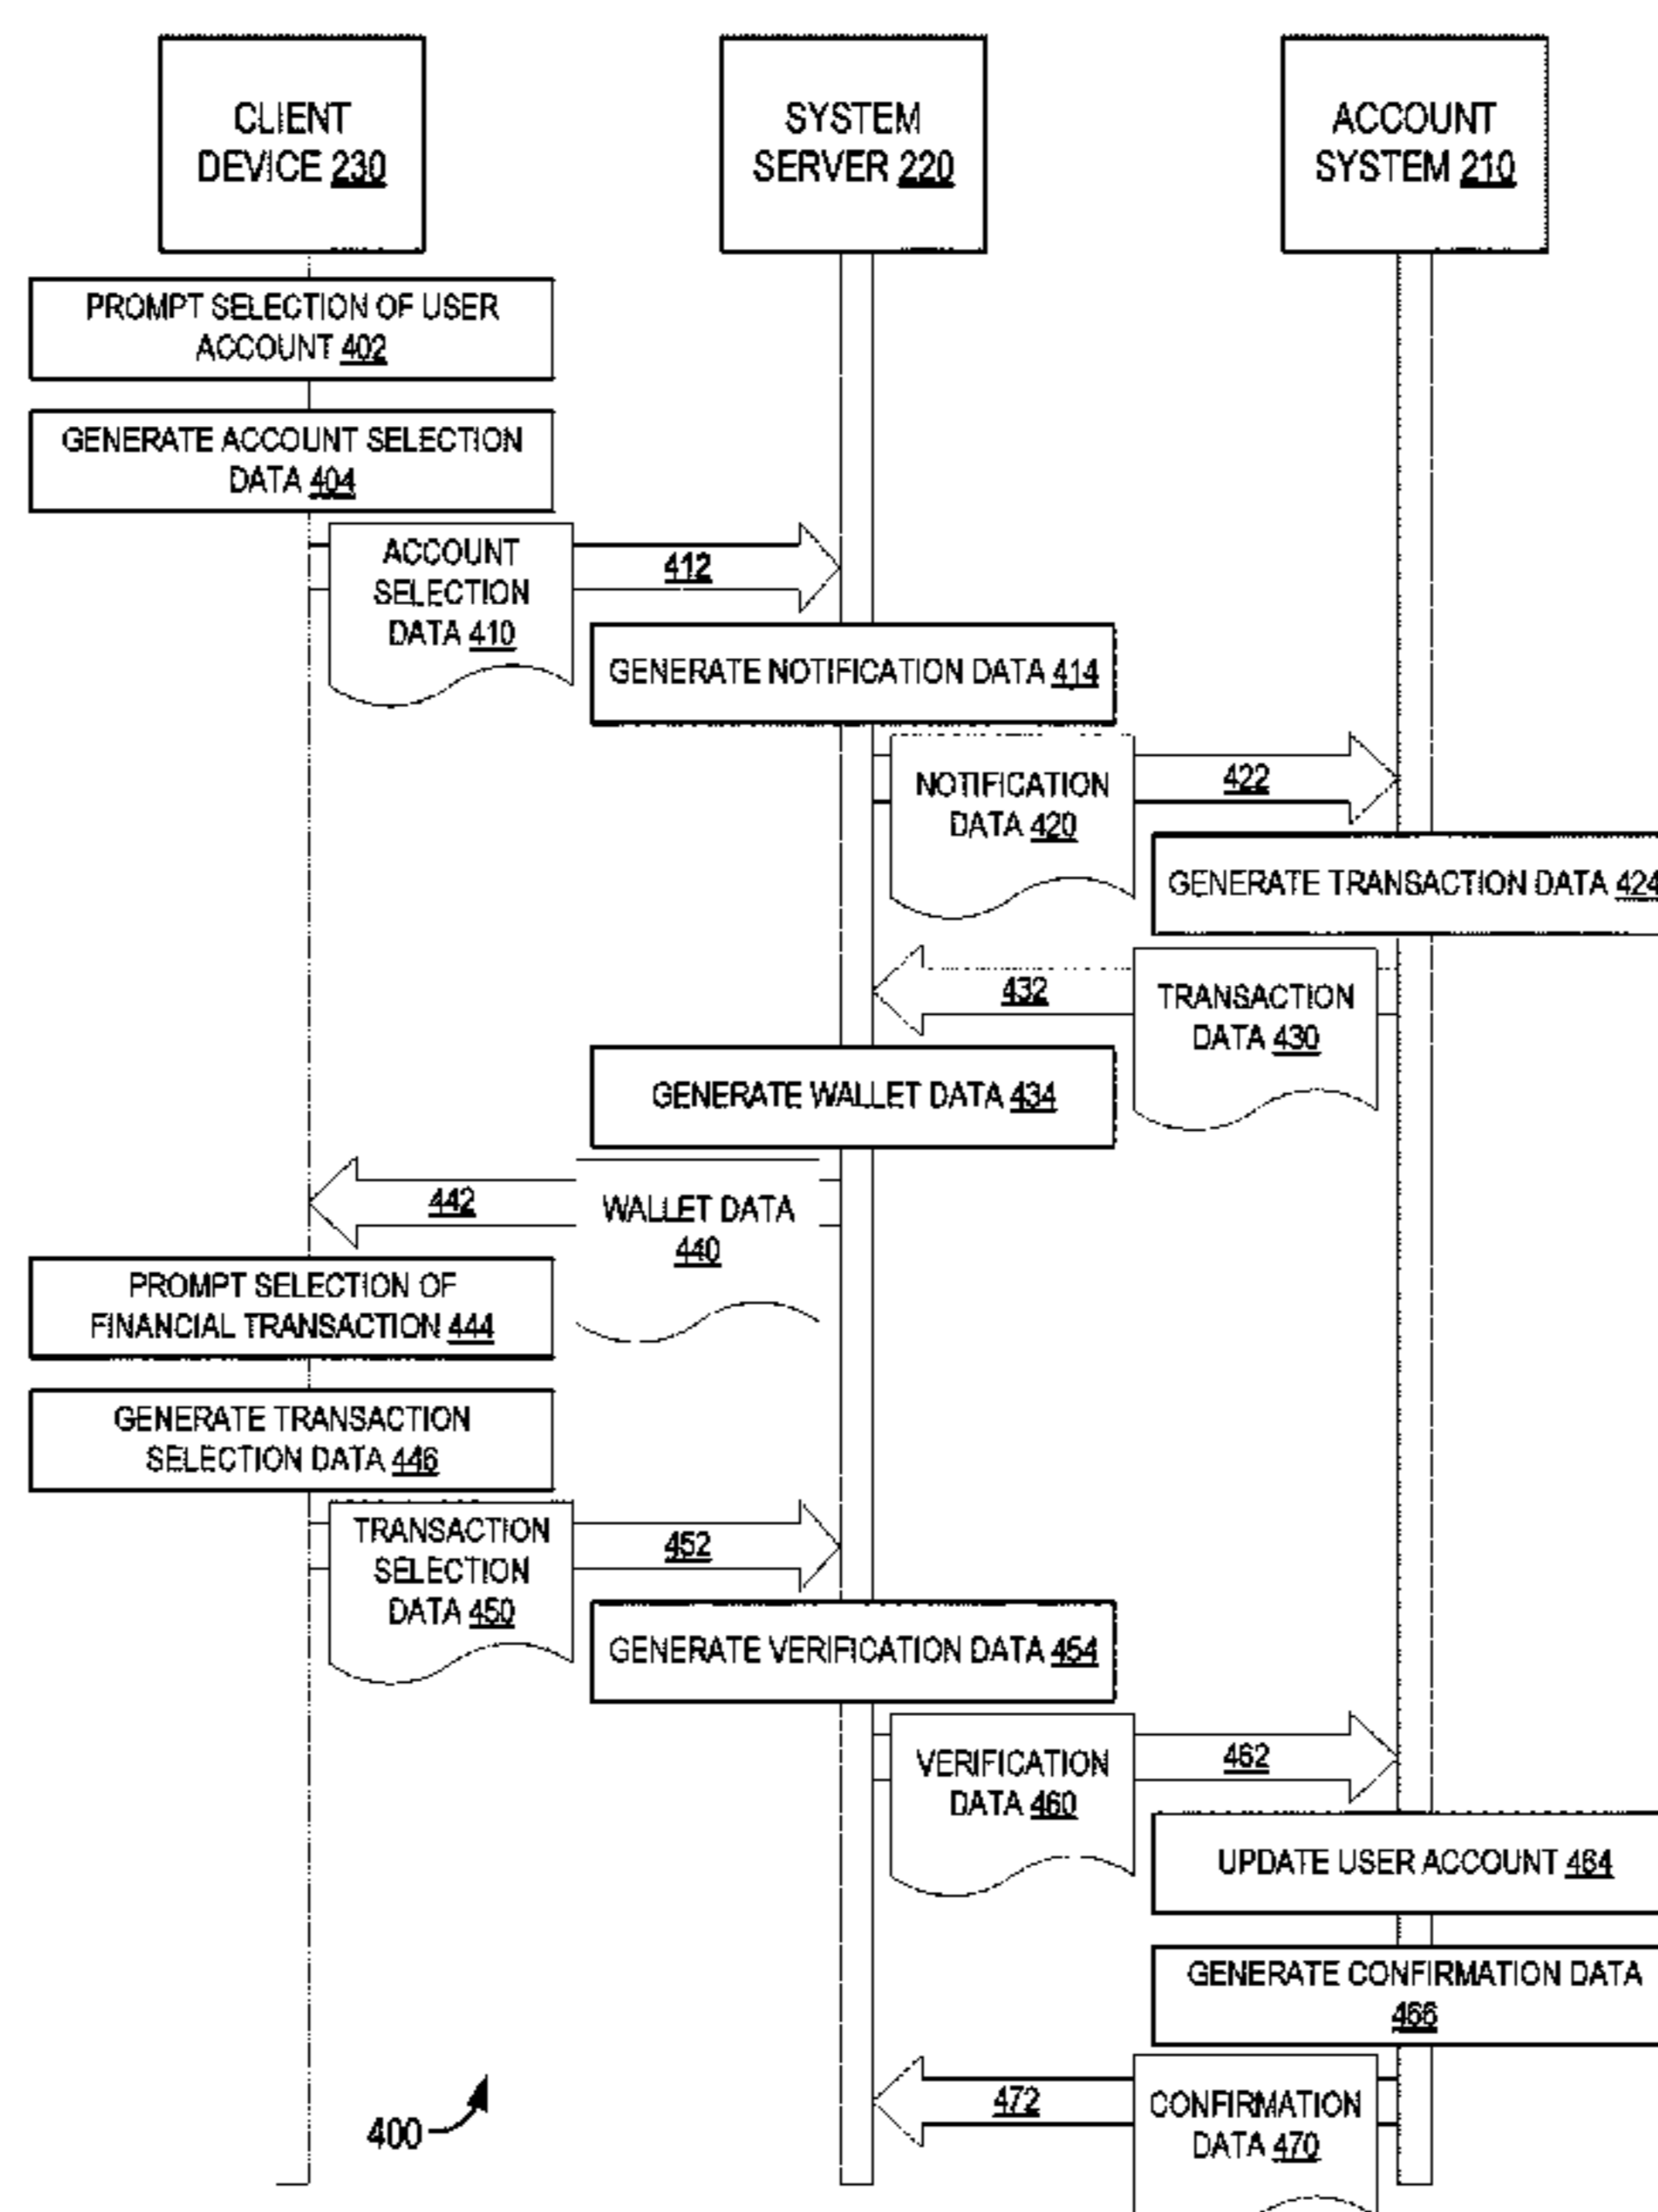 CLIENT
DEVICE 230
SYSTEM
SERVER 220
ACCOUNT
SYSTEM 210
PROMPT SELECTION OF USER
ACCOUNT 402
GENERATE ACCOUNT SELECTION
DATA 404
ACCOUNT
SELECTION
DATA 410
412
GENERATE NOTIFICATION DATA 414
NOTIFICATION
DATA 420
422
GENERATE TRANSACTION DATA 424
432
TRANSACTION
DATA 430
GENERATE WALLET DATA 434
442
WALLET DATA
440
PROMPT SELECTION OF
FINANCIAL TRANSACTION 444
GENERATE TRANSACTION
SELECTION DATA 446
TRANSACTION
SELECTION
DATA 450
452
GENERATE VERIFICATION DATA 454
VERIFICATION
DATA 460
462
UPDATE USER ACCOUNT 464
GENERATE CONFIRMATION DATA
466
472
CONFIRMATION
DATA 470
400